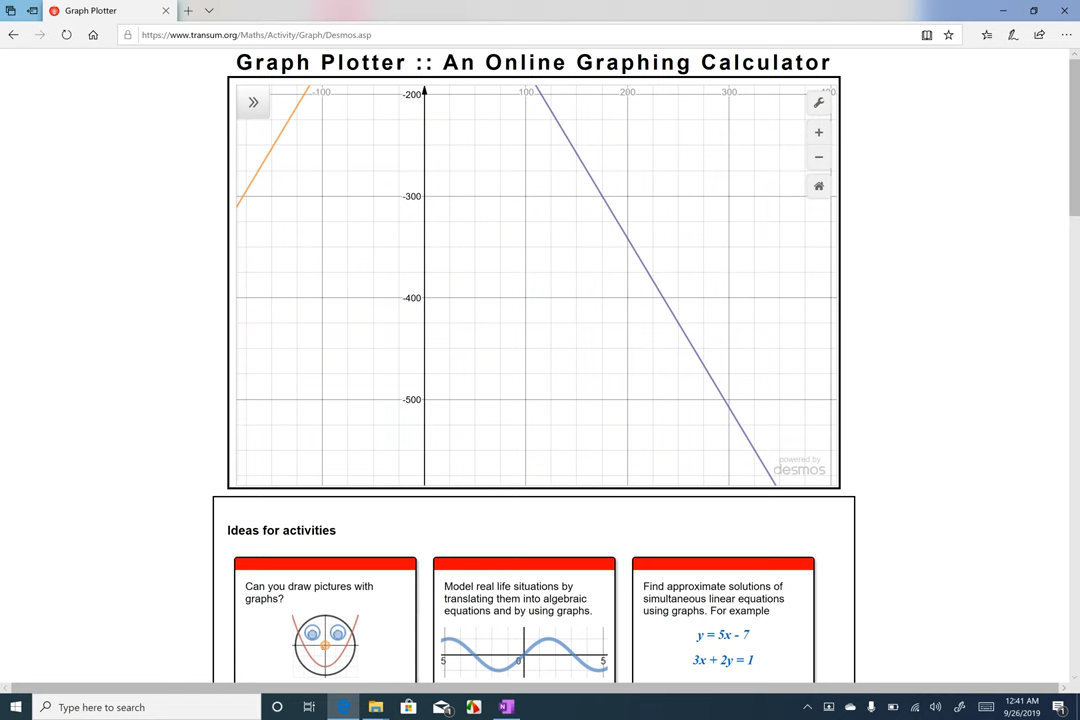 Graph Plotter
https://www.transum.org/Maths/Activity/Graph/Desmos.asp
Graph Plotter :: An Online Graphing Calculator
-100
100
200
300
400
-200
-300
-400
-500
powered by
desmos
Ideas for activities
Can you draw pictures with
graphs?
Model real life situations by
translating them into algebraic
equations and by using graphs.
5
0
5
Find approximate solutions of
simultaneous linear equations
using graphs. For example
y = 5x - 7
3x + 2y = 1
Type here to search
12:41 AM
9/26/2019